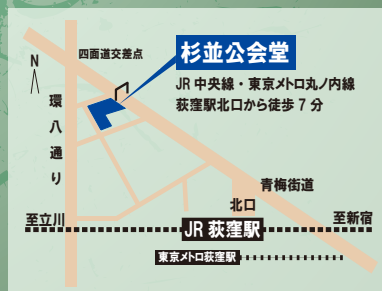 四面道交差点
杉並公会堂
N
JR 中央線・東京メトロ丸ノ内線
荻窪駅北口から徒歩 7 分
環八通り
青梅街道
北口
至立川
至新宿
JR 荻窪駅
東京メトロ荻窪駅